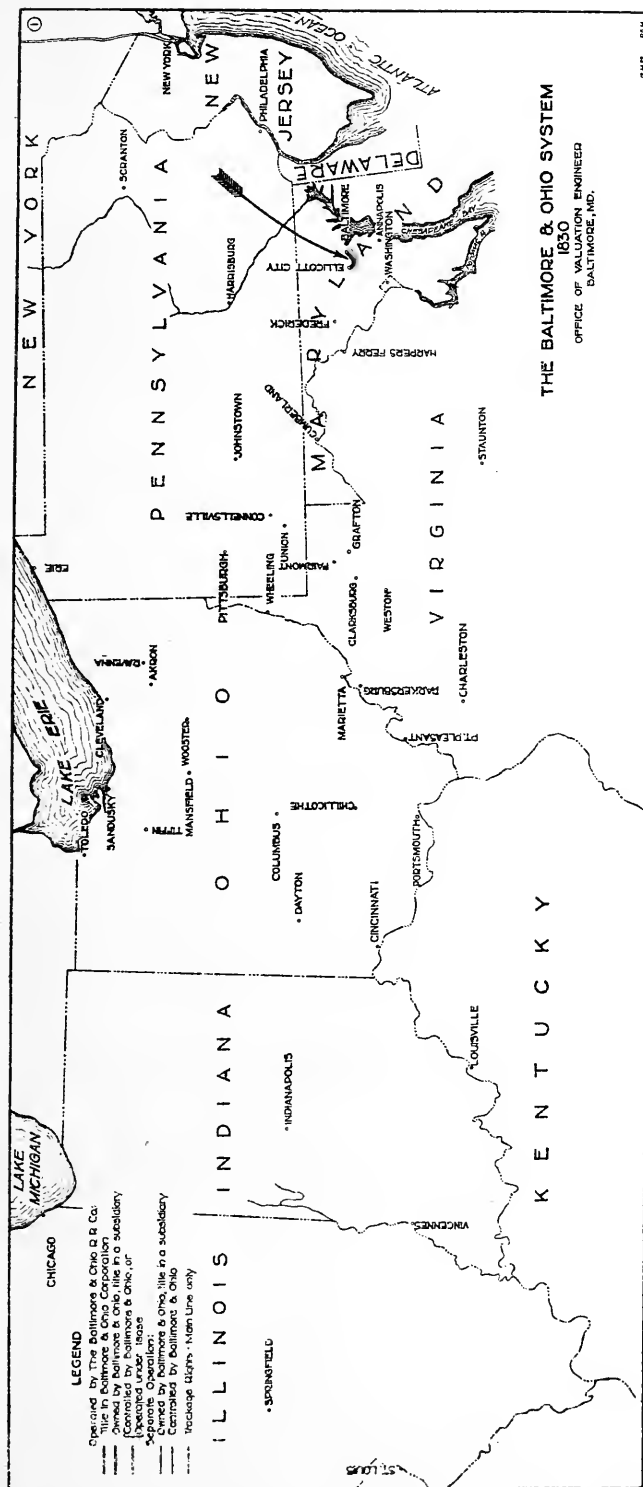 ①
NEW YORK
NEW YORK
SCRANTON
PENNSYLVANIA
NEW
JERSEY
PHILADELPHIA
ATLANTIC OCEAN
DELAWARE
HARRISBURG
ELLICOTT CITY
BALTIMORE
ANNAPOLIS
WASHINGTON
CHESAPEAKE BAY
MARYLAND
FREDERICK
HARPERS FERRY
CUMBERLAND
JOHNSTOWN
CONNELLSVILLE
UNION
PITTSBURGH
WHEELING
FAIRMONT
GRAFTON
CLARKSBURG
WESTON
STAUNTON
VIRGINIA
CHARLESTON
ERIE
LAKE ERIE
RAVENNA
AKRON
CLEVELAND
WOOSTER
MANSFIELD
SANDUSKY
TOLEDO
TIFFIN
OHIO
MARIETTA
PARKERSBURG
PT. PLEASANT
COLUMBUS
CHILLICOTHE
DAYTON
CINCINNATI
PORTSMOUTH
KENTUCKY
LOUISVILLE
INDIANA
INDIANAPOLIS
VINCENNES
LAKE
MICHIGAN
CHICAGO
ILLINOIS
SPRINGFIELD
ST. LOUIS
LEGEND
Operated by The Baltimore & Ohio R R Co:
Title in Baltimore & Ohio Corporation
Owned by Baltimore & Ohio, title in a subsidiary
Controlled by Baltimore & Ohio, or
Operated under lease
Separate Operation:
Owned by Baltimore & Ohio, title in a subsidiary
Controlled by Baltimore & Ohio
Trackage Rights - Main Line only
THE BALTIMORE & OHIO SYSTEM
1830
OFFICE OF VALUATION ENGINEER
BALTIMORE, MD.